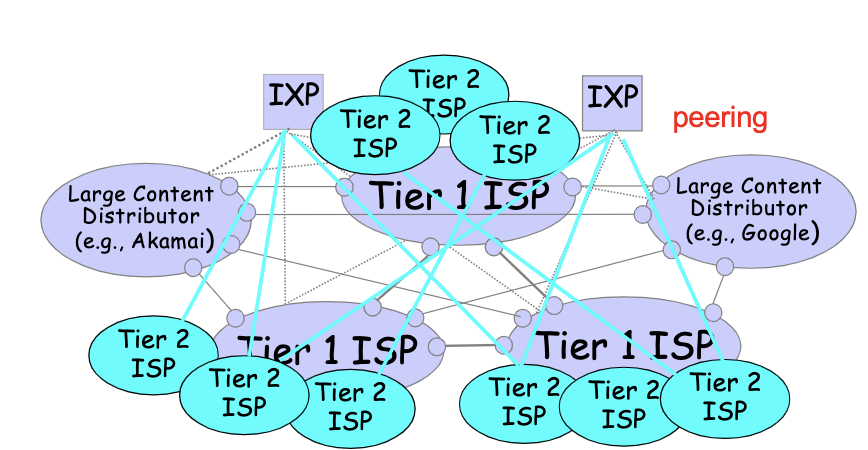 Tier 2
ISP
IXP
IXP
Tier 2
ISP
Tier 2
ISP
peering
Tier 1 ISP
Large Content
Distributor
(e.g., Akamai)
Large Content
Distributor
(e.g., Google)
Tier 1 ISP
Tier 1 ISP
Tier 2
ISP
Tier 2
ISP
Tier 2
ISP
Tier 2
ISP
Tier 2
ISP
Tier 2
ISP